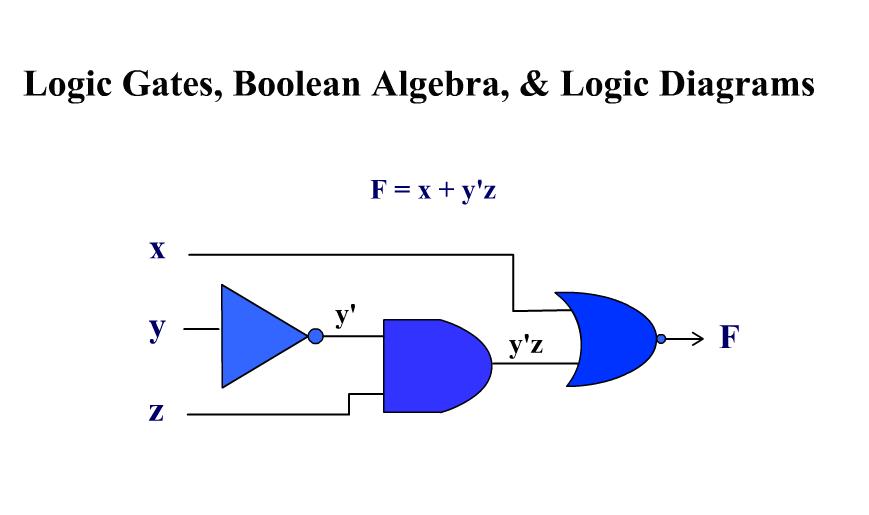 Logic Gates, Boolean Algebra, & Logic Diagrams
F = x + y'z
x
y'
y
y'z
F
z